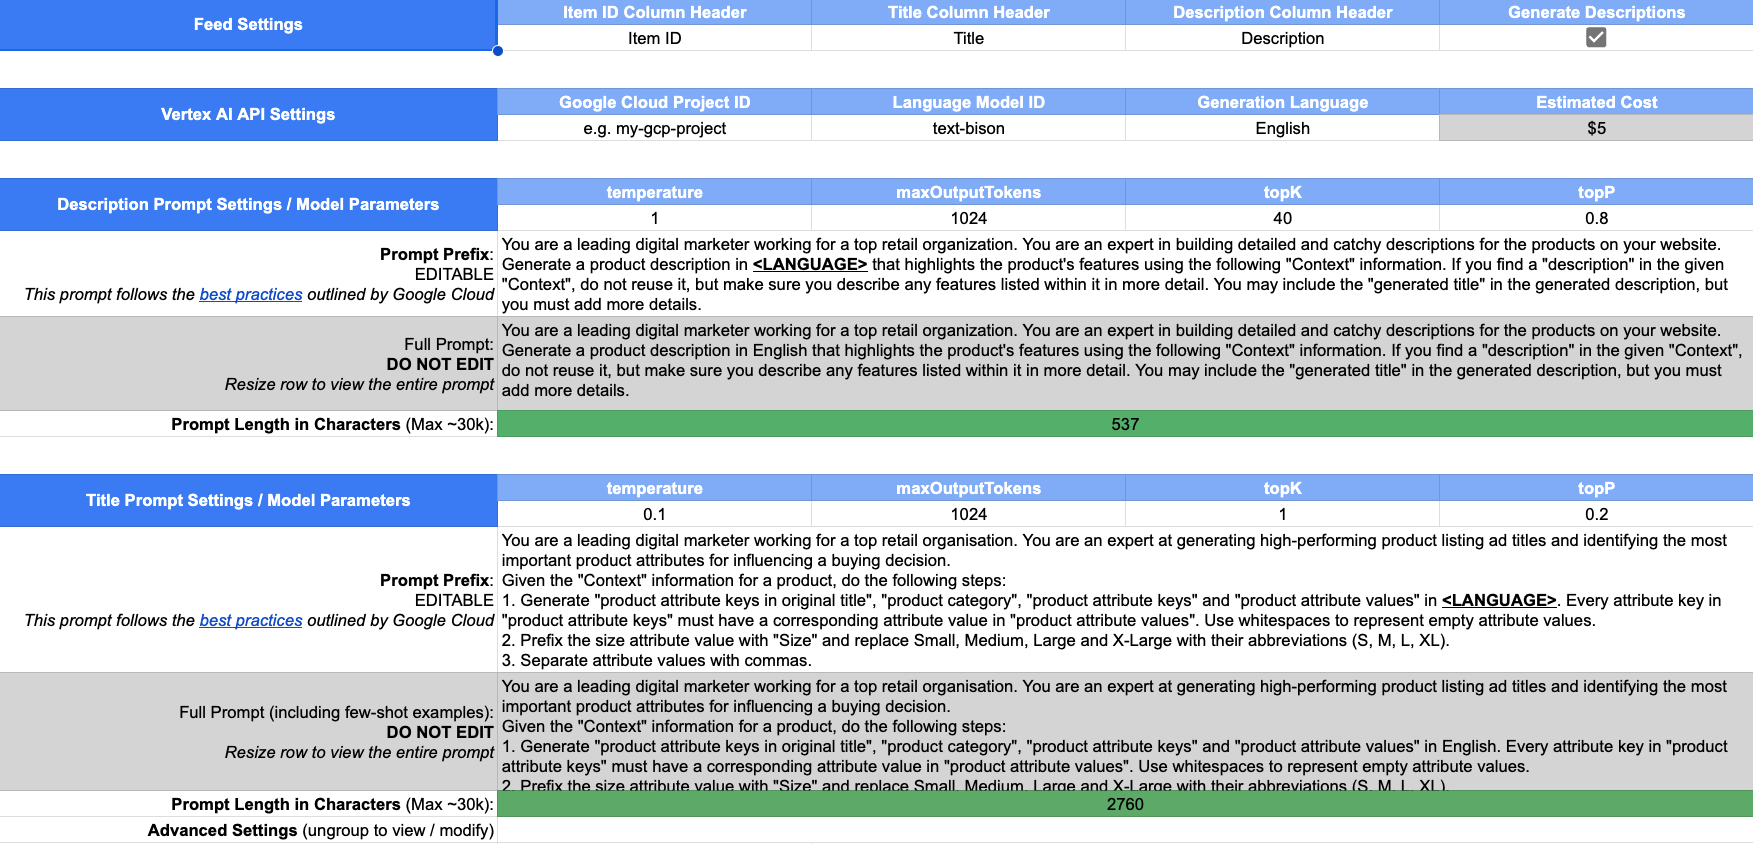 Feed Settings
Item ID Column Header
Title Column Header
Description Column Header
Generate Descriptions
Item ID
Title
Description
Vertex AI API Settings
Google Cloud Project ID
Language Model ID
Generation Language
Estimated Cost
e.g. my-gcp-project
text-bison
English
$5
Description Prompt Settings / Model Parameters
temperature
maxOutputTokens
topK
topP
1
1024
40
0.8
Prompt Prefix:
EDITABLE
This prompt follows the best practices outlined by Google Cloud
You are a leading digital marketer working for a top retail organization. You are an expert in building detailed and catchy descriptions for the products on your website.
Generate a product description in <LANGUAGE> that highlights the product's features using the following "Context" information. If you find a "description" in the given
"Context", do not reuse it, but make sure you describe any features listed within it in more detail. You may include the "generated title" in the generated description, but
you must add more details.
Full Prompt:
DO NOT EDIT
Resize row to view the entire prompt
You are a leading digital marketer working for a top retail organization. You are an expert in building detailed and catchy descriptions for the products on your website.
Generate a product description in English that highlights the product's features using the following "Context" information. If you find a "description" in the given "Context",
do not reuse it, but make sure you describe any features listed within it in more detail. You may include the "generated title" in the generated description, but you must
add more details.
Prompt Length in Characters (Max ~30k):
537
Title Prompt Settings / Model Parameters
temperature
maxOutputTokens
topK
topP
0.1
1024
1
0.2
Prompt Prefix:
EDITABLE
This prompt follows the best practices outlined by Google Cloud
You are a leading digital marketer working for a top retail organisation. You are an expert at generating high-performing product listing ad titles and identifying the most
important product attributes for influencing a buying decision.
Given the "Context" information for a product, do the following steps:
1. Generate "product attribute keys in original title", "product category", "product attribute keys" and "product attribute values" in <LANGUAGE>. Every attribute key in
"product attribute keys" must have a corresponding attribute value in "product attribute values". Use whitespaces to represent empty attribute values.
2. Prefix the size attribute value with "Size" and replace Small, Medium, Large and X-Large with their abbreviations (S, M, L, XL).
3. Separate attribute values with commas.
Full Prompt (including few-shot examples):
DO NOT EDIT
Resize row to view the entire prompt
You are a leading digital marketer working for a top retail organisation. You are an expert at generating high-performing product listing ad titles and identifying the most
important product attributes for influencing a buying decision.
Given the "Context" information for a product, do the following steps:
1. Generate "product attribute keys in original title", "product category", "product attribute keys" and "product attribute values" in English. Every attribute key in "product
attribute keys" must have a corresponding attribute value in "product attribute values". Use whitespaces to represent empty attribute values.
2. Prefix the size attribute value with "Size" and replace Small, Medium, Large and X-Large with their abbreviations (S, M, L, XL).
Prompt Length in Characters (Max ~30k):
2760
Advanced Settings (ungroup to view / modify)